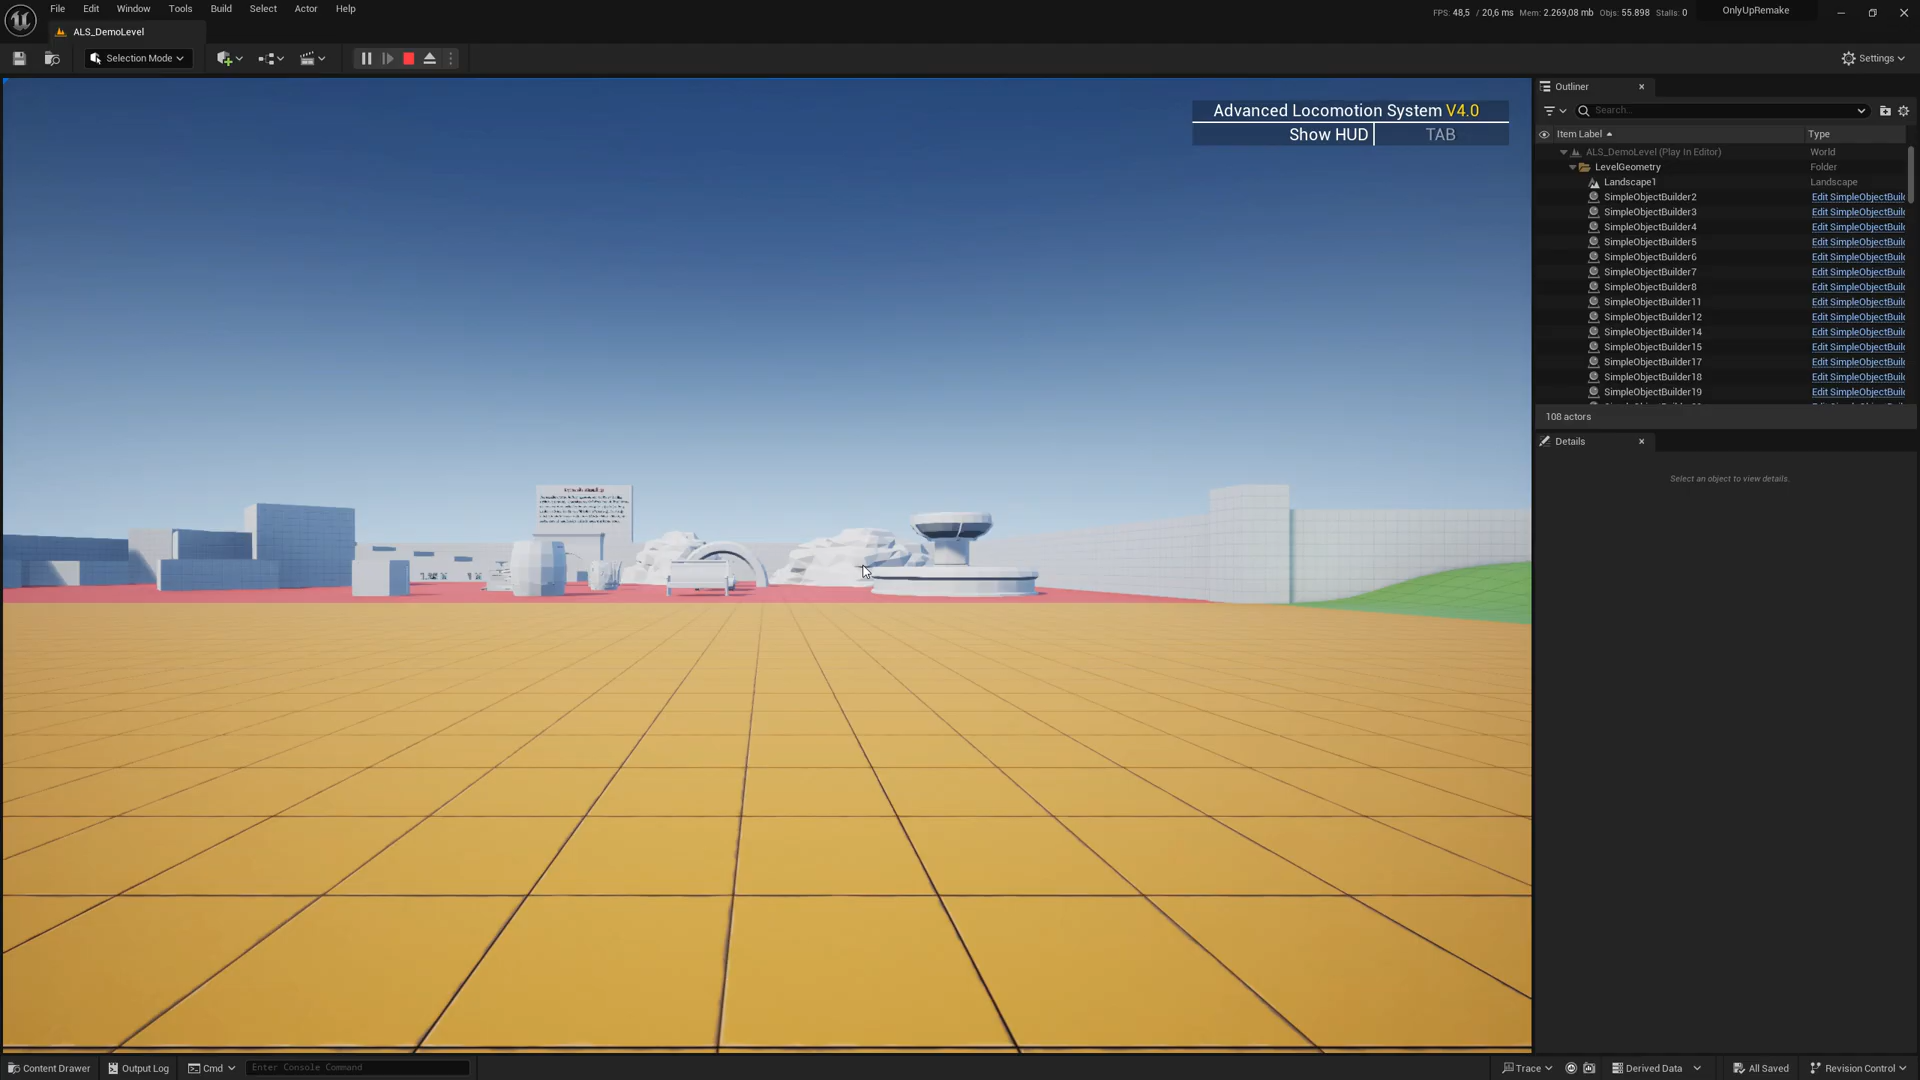 File Edit Window Tools Build Select Actor Help
FPS: 48,5 / 20,6 ms Mem: 2.269,08 mb Objs: 55.898 Stalls: 0
OnlyUpRemake
ALS_DemoLevel
Selection Mode
Settings
Advanced Locomotion System V4.0
Show HUD TAB
Outliner
Search...
Item Label Type
ALS_DemoLevel (Play In Editor) World
LevelGeometry Folder
Landscape1 Landscape
SimpleObjectBuilder2 Edit SimpleObjectBuil
SimpleObjectBuilder3 Edit SimpleObjectBuil
SimpleObjectBuilder4 Edit SimpleObjectBuil
SimpleObjectBuilder5 Edit SimpleObjectBuil
SimpleObjectBuilder6 Edit SimpleObjectBuil
SimpleObjectBuilder7 Edit SimpleObjectBuil
SimpleObjectBuilder8 Edit SimpleObjectBuil
SimpleObjectBuilder11 Edit SimpleObjectBuil
SimpleObjectBuilder12 Edit SimpleObjectBuil
SimpleObjectBuilder14 Edit SimpleObjectBuil
SimpleObjectBuilder15 Edit SimpleObjectBuil
SimpleObjectBuilder17 Edit SimpleObjectBuil
SimpleObjectBuilder18 Edit SimpleObjectBuil
SimpleObjectBuilder19 Edit SimpleObjectBuil
108 actors
Details
Select an object to view details.
Content Drawer Output Log Cmd Enter Console Command
Trace Derived Data All Saved Revision Control